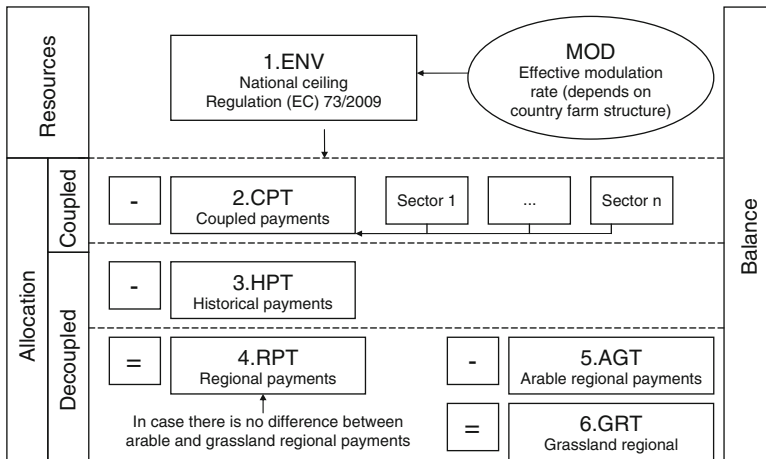 Resources
1.ENV
National ceiling
Regulation (EC) 73/2009
MOD
Effective modulation
rate (depends on
country farm structure)
Balance
Allocation
Coupled
-
2.CPT
Coupled payments
Sector 1
...
Sector n
Decoupled
-
3.HPT
Historical payments
=
4.RPT
Regional payments
-
5.AGT
Arable regional payments
In case there is no difference between
arable and grassland regional payments
=
6.GRT
Grassland regional